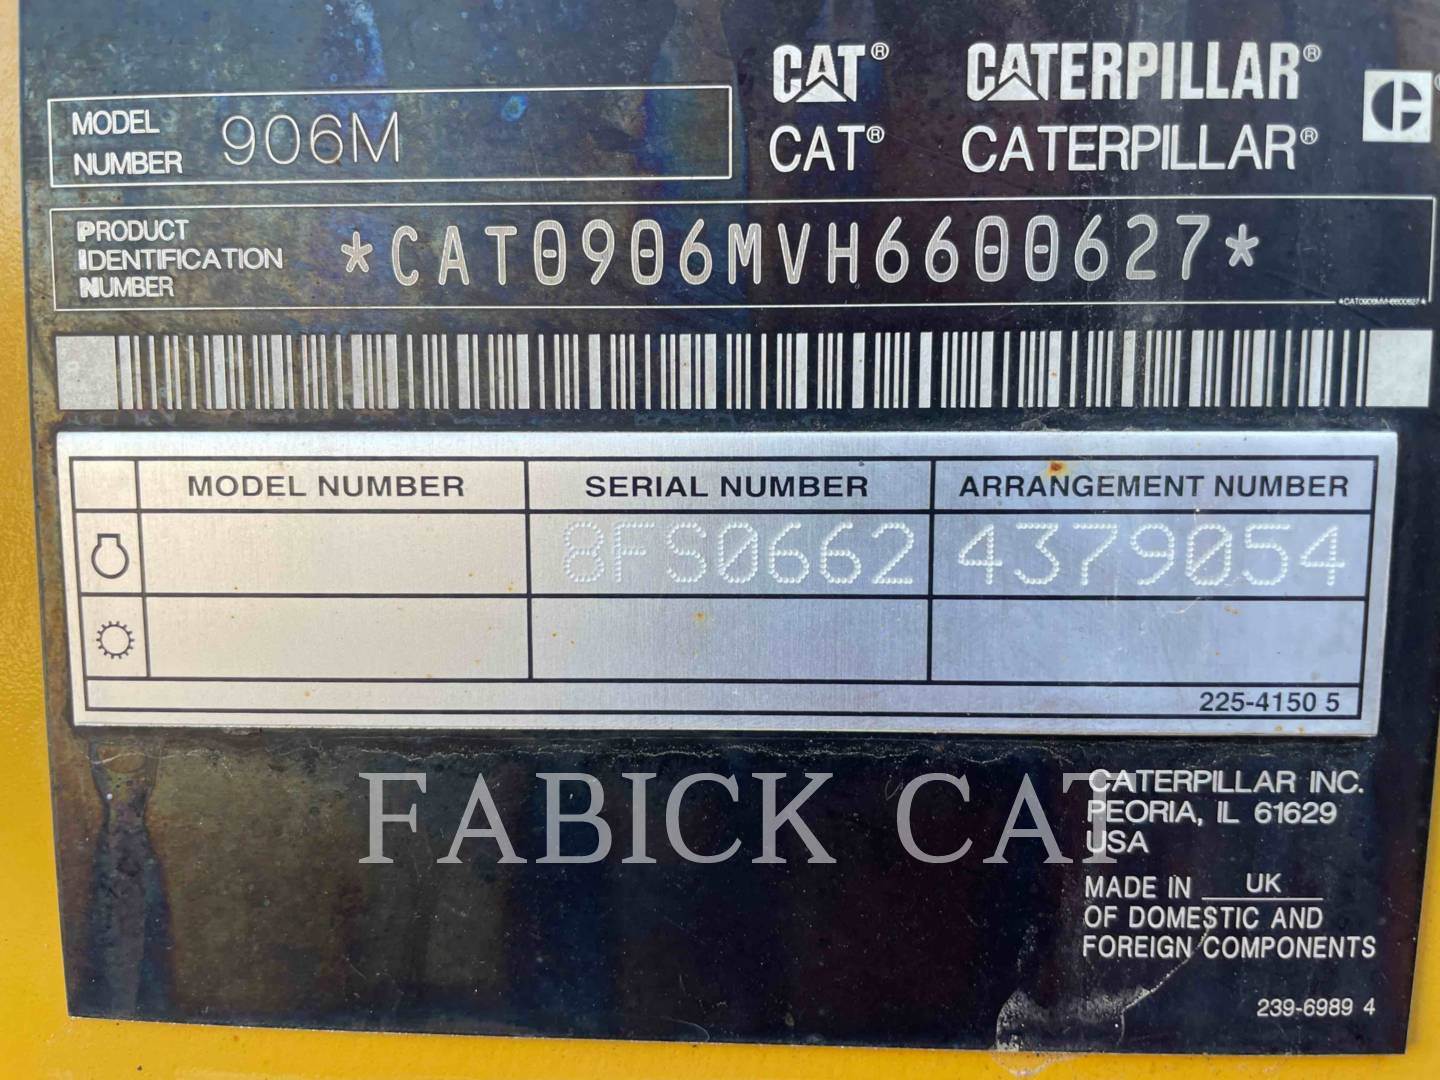 CAT® CATERPILLAR®
CAT® CATERPILLAR®
MODEL NUMBER 906M
PRODUCT IDENTIFICATION NUMBER *CAT0906MVH6600627*
*CAT0906MVH6600627*
MODEL NUMBER SERIAL NUMBER ARRANGEMENT NUMBER
8FS0662 4379054
225-4150 5
FABICK CAT
CATERPILLAR INC.
PEORIA, IL 61629
USA
MADE IN UK
OF DOMESTIC AND
FOREIGN COMPONENTS
239-6989 4